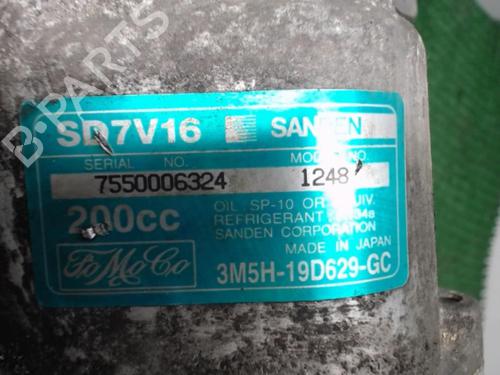 SD7V16 SANDEN
SERIAL NO. MODEL NO.
7550006324 1248
200cc
OIL SP-10 OR EQUIV.
REFRIGERANT
SANDEN CORPORATION
MADE IN JAPAN
FoMoCo
3M5H-19D629-GC
B-PARTS